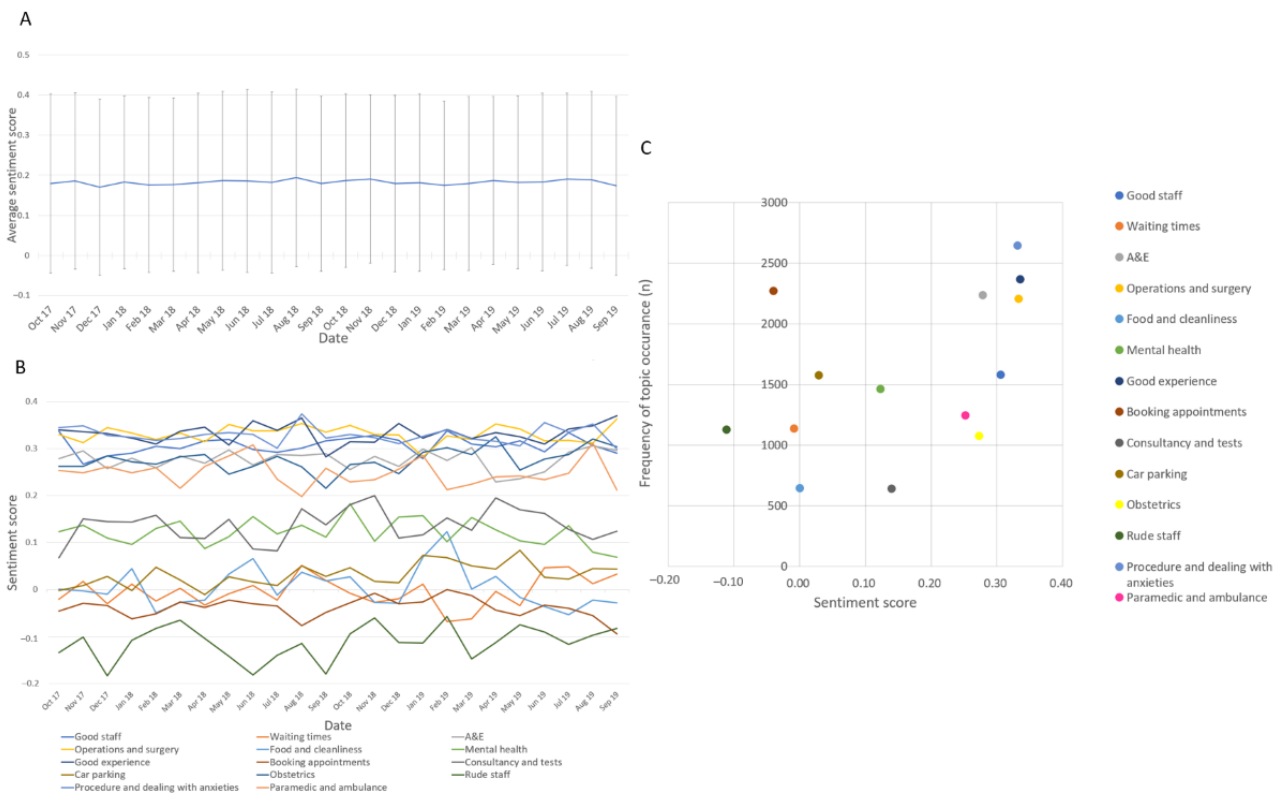 A
0.5
0.4
0.3
0.2
0.1
0
−0.1
Average sentiment score
Oct 17
Nov 17
Dec 17
Jan 18
Feb 18
Mar 18
Apr 18
May 18
Jun 18
Jul 18
Aug 18
Sep 18
Oct 18
Nov 18
Dec 18
Jan 19
Feb 19
Mar 19
Apr 19
May 19
Jun 19
Jul 19
Aug 19
Sep 19
Date
B
0.4
0.3
0.2
0.1
0
−0.1
−0.2
Sentiment score
Oct 17
Nov 17
Dec 17
Jan 18
Feb 18
Mar 18
Apr 18
May 18
Jun 18
Jul 18
Aug 18
Sep 18
Oct 18
Nov 18
Dec 18
Jan 19
Feb 19
Mar 19
Apr 19
May 19
Jun 19
Jul 19
Aug 19
Sep 19
Date
Good staff Waiting times A&E
Operations and surgery Food and cleanliness Mental health
Good experience Booking appointments Consultancy and tests
Car parking Obstetrics Rude staff
Procedure and dealing with anxieties Paramedic and ambulance
C
3000
2500
2000
1500
1000
500
0
Frequency of topic occurance (n)
−0.20 −0.10 0.00 0.10 0.20 0.30 0.40
Sentiment score
Good staff
Waiting times
A&E
Operations and surgery
Food and cleanliness
Mental health
Good experience
Booking appointments
Consultancy and tests
Car parking
Obstetrics
Rude staff
Procedure and dealing with
anxieties
Paramedic and ambulance